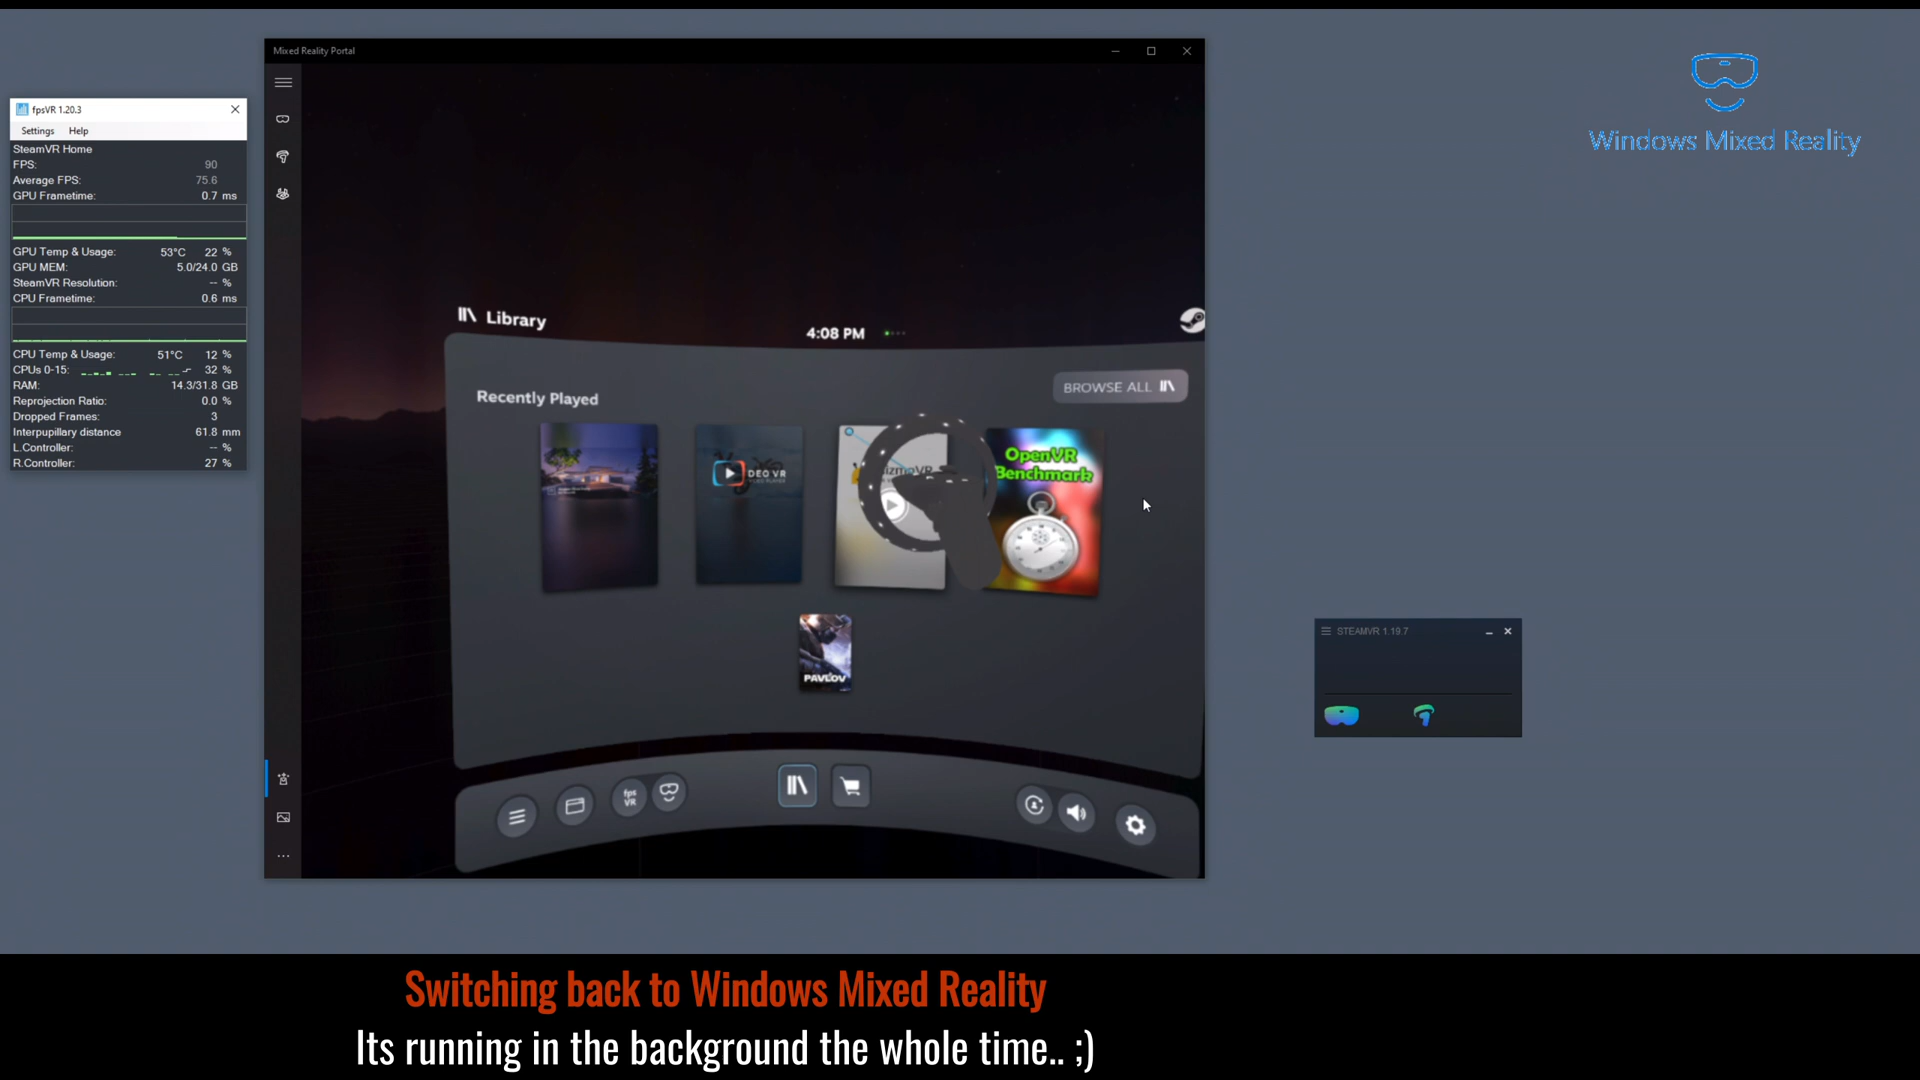 Mixed Reality Portal
Windows Mixed Reality
fpsVR 1.20.3
Settings Help
SteamVR Home
FPS: 90
Average FPS: 75.6
GPU Frametime: 0.7 ms
GPU Temp & Usage: 53°C 22 %
GPU MEM: 5.0/24.0 GB
SteamVR Resolution: -- %
CPU Frametime: 0.6 ms
CPU Temp & Usage: 51°C 12 %
CPUs 0-15: 32 %
RAM: 14.3/31.8 GB
Reprojection Ratio: 0.0 %
Dropped Frames: 3
Interpupillary distance 61.8 mm
L.Controller: -- %
R.Controller: 27 %
Library
4:08 PM
BROWSE ALL
Recently Played
DEO VR
OpenVR
Benchmark
PAVLOV
fps
VR
STEAMVR 1.19.7
Switching back to Windows Mixed Reality
Its running in the background the whole time.. ;)